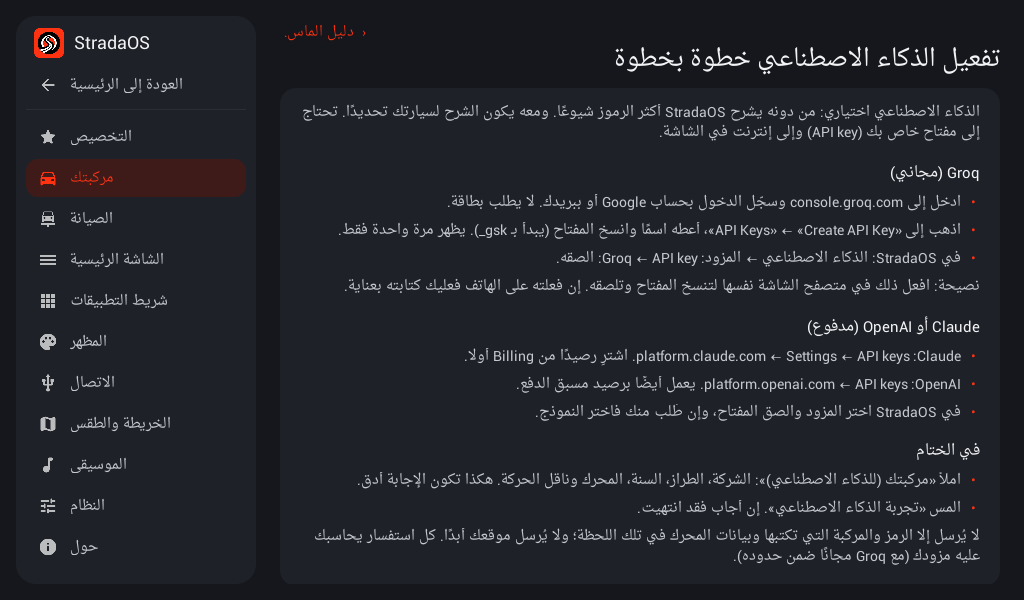 StradaOS
العودة إلى الرئيسية
التخصيص
مركبتك
الصيانة
الشاشة الرئيسية
شريط التطبيقات
المظهر
الاتصال
الخريطة والطقس
الموسيقى
النظام
حول
‹ دليل الماس.
تفعيل الذكاء الاصطناعي خطوة بخطوة
الذكاء الاصطناعي اختياري: من دونه يشرح StradaOS أكثر الرموز شيوعًا. ومعه يكون الشرح لسيارتك تحديدًا. تحتاج
إلى مفتاح خاص بك (API key) وإلى إنترنت في الشاشة.
Groq (مجاني)
• ادخل إلى console.groq.com وسجّل الدخول بحساب Google أو ببريدك. لا يطلب بطاقة.
• اذهب إلى «API Keys» ← «Create API Key»، أعطه اسمًا وانسخ المفتاح (يبدأ بـ gsk_). يظهر مرة واحدة فقط.
• في StradaOS: الذكاء الاصطناعي ← المزود: Groq ← API key: الصقه.
نصيحة: افعل ذلك في متصفح الشاشة نفسها لتنسخ المفتاح وتلصقه. إن فعلته على الهاتف فعليك كتابته بعناية.
Claude أو OpenAI (مدفوع)
• Claude: platform.claude.com ← Settings ← API keys. اشترِ رصيدًا من Billing أولا.
• OpenAI: platform.openai.com ← API keys. يعمل أيضًا برصيد مسبق الدفع.
• في StradaOS اختر المزود والصق المفتاح، وإن طُلب منك فاختر النموذج.
في الختام
• املأ «مركبتك (للذكاء الاصطناعي)»: الشركة، الطراز، السنة، المحرك وناقل الحركة. هكذا تكون الإجابة أدق.
• المس «تجربة الذكاء الاصطناعي». إن أجاب فقد انتهيت.
لا يُرسل إلا الرمز والمركبة التي تكتبها وبيانات المحرك في تلك اللحظة؛ ولا يُرسل موقعك أبدًا. كل استفسار يحاسبك
عليه مزودك (مع Groq مجانًا ضمن حدوده).